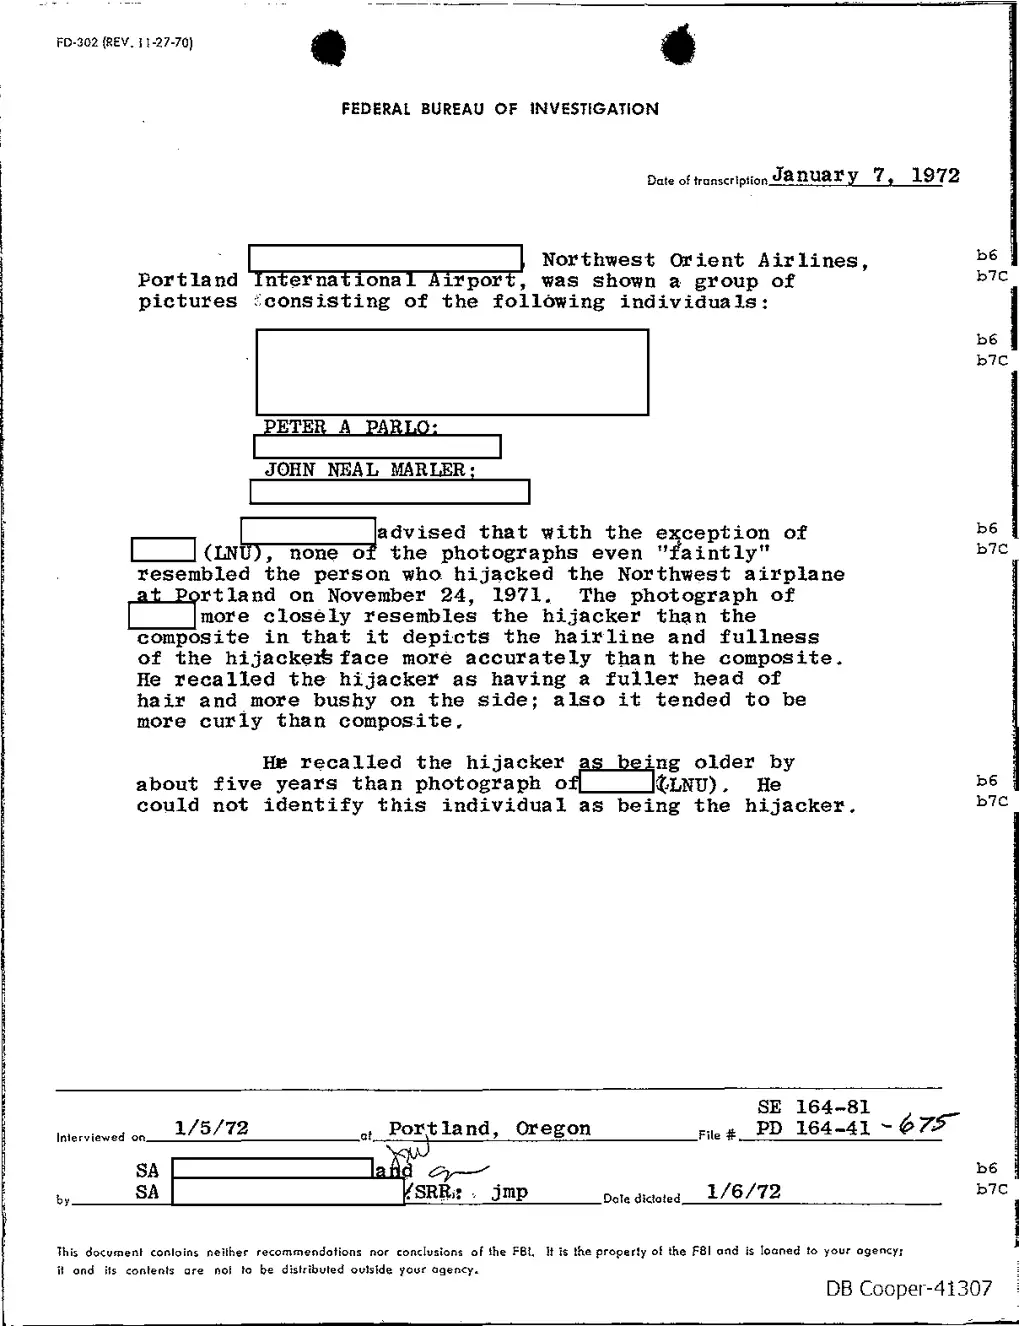 FD-302 (REV. 11-27-70)
FEDERAL BUREAU OF INVESTIGATION
Date of transcription January 7, 1972
, Northwest Orient Airlines, b6
Portland International Airport, was shown a group of b7C
pictures consisting of the following individuals:
b6
b7C
PETER A PARLO;
JOHN NEAL MARLER;
advised that with the exception of b6
(LNU), none of the photographs even "faintly" b7C
resembled the person who hijacked the Northwest airplane
at Portland on November 24, 1971. The photograph of
more closely resembles the hijacker than the
composite in that it depicts the hairline and fullness
of the hijacker's face more accurately than the composite.
He recalled the hijacker as having a fuller head of
hair and more bushy on the side; also it tended to be
more curly than composite.
He recalled the hijacker as being older by
about five years than photograph of (LNU). He b6
could not identify this individual as being the hijacker. b7C
SE 164-81
Interviewed on 1/5/72 at Portland, Oregon File # PD 164-41 - 675
SA and b6
by SA /SRR: jmp Date dictated 1/6/72 b7C
This document contains neither recommendations nor conclusions of the FBI. It is the property of the FBI and is loaned to your agency;
it and its contents are not to be distributed outside your agency.
DB Cooper-41307